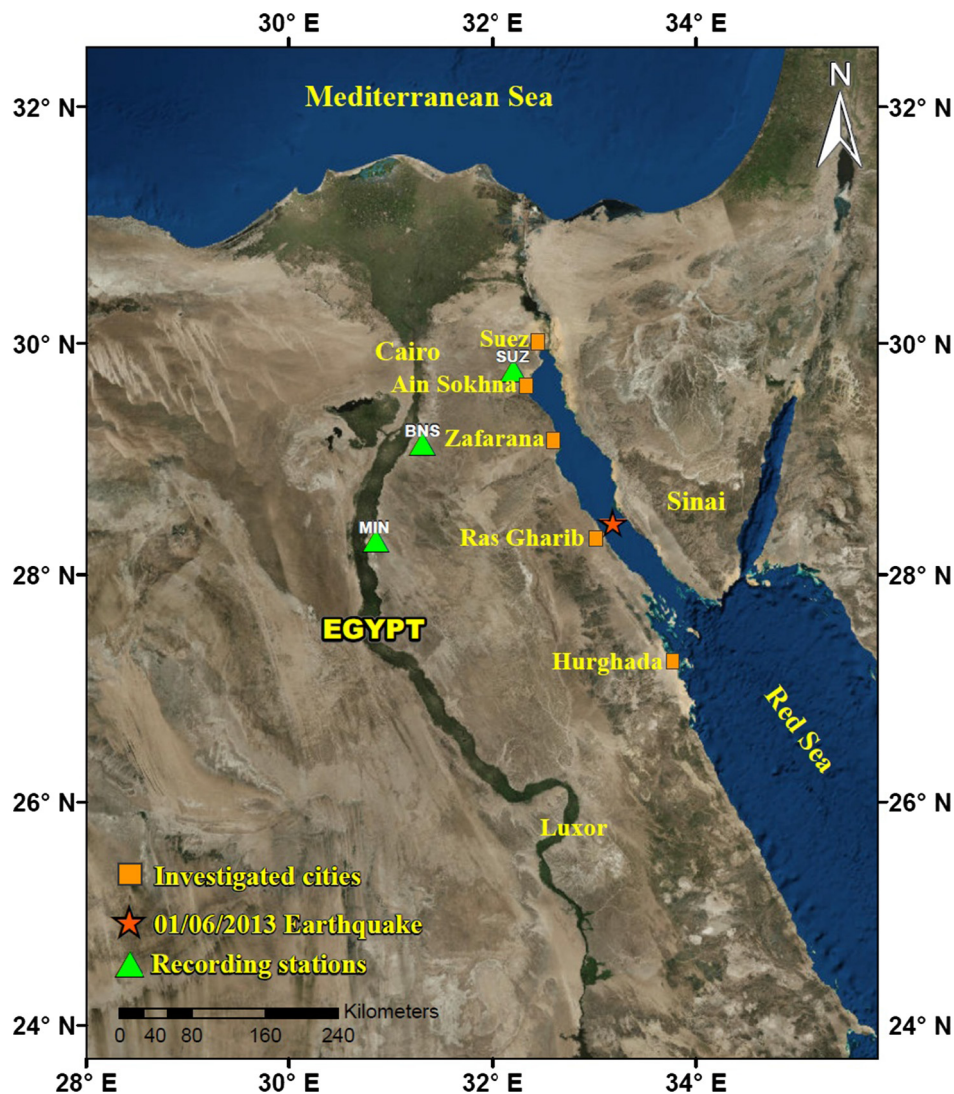 30° E 32° E 34° E
N
Mediterranean Sea
32° N 32° N
30° N 30° N
Suez
Cairo
SUZ
Ain Sokhna
BNS
Zafarana
Sinai
MIN
Ras Gharib
28° N 28° N
EGYPT
Hurghada
Red Sea
26° N 26° N
Luxor
Investigated cities
01/06/2013 Earthquake
Recording stations
Kilometers
0 40 80 160 240
24° N 24° N
28° E 30° E 32° E 34° E